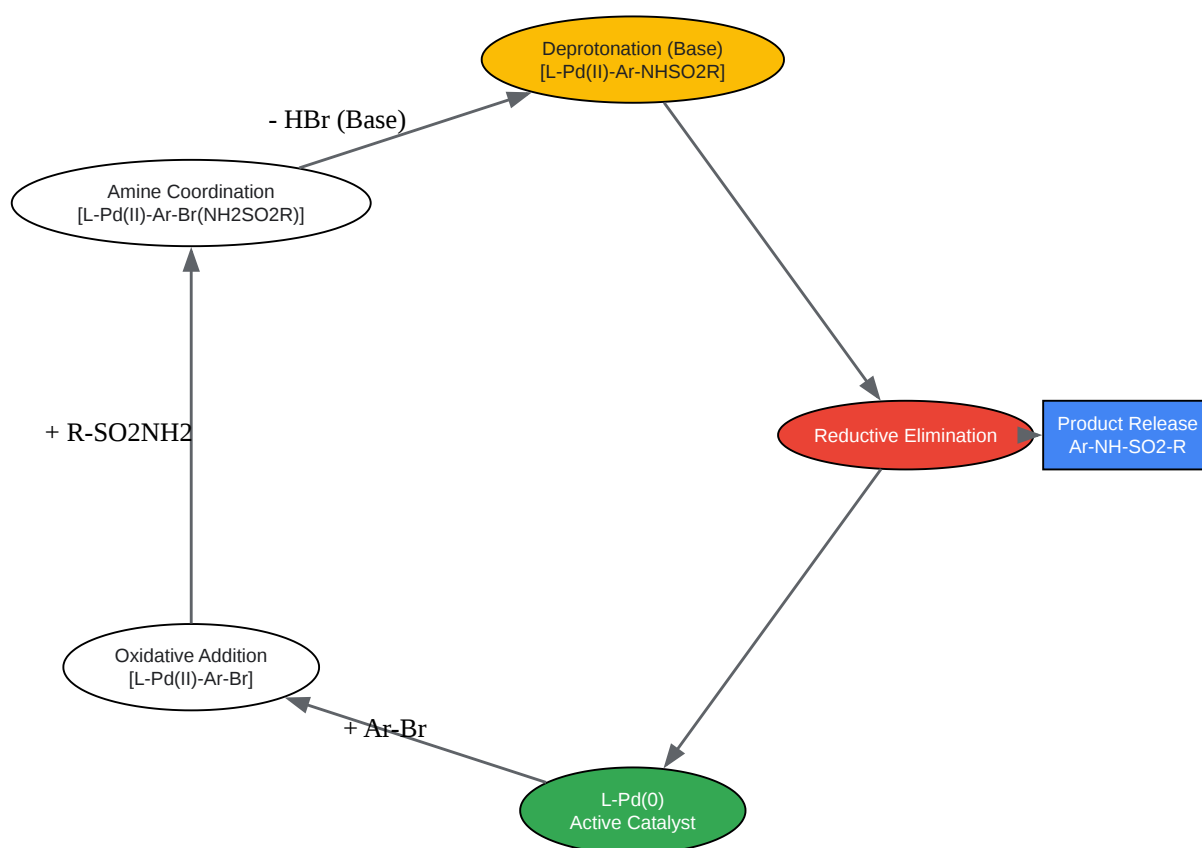 Deprotonation (Base)
[L-Pd(II)-Ar-NHSO2R]
- HBr (Base)
Amine Coordination
[L-Pd(II)-Ar-Br(NH2SO2R)]
+ R-SO2NH2
Reductive Elimination
Product Release
Ar-NH-SO2-R
Oxidative Addition
[L-Pd(II)-Ar-Br]
+ Ar-Br
L-Pd(0)
Active Catalyst